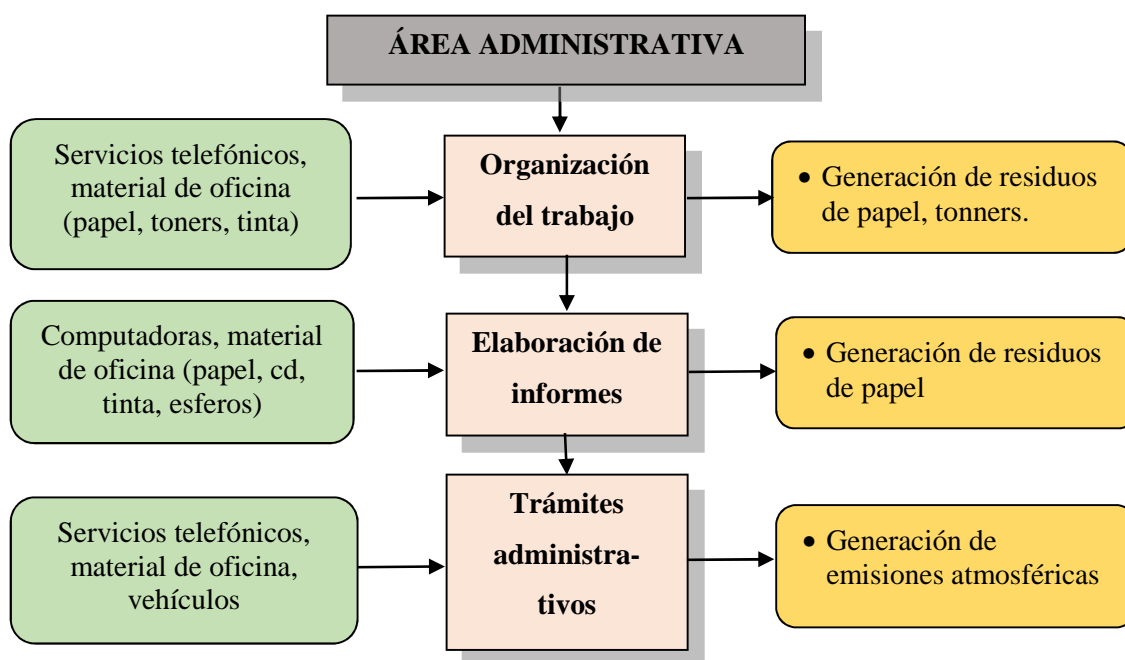 ÁREA ADMINISTRATIVA
Servicios telefónicos,
material de oficina
(papel, toners, tinta)
Organización
del trabajo
• Generación de residuos
de papel, tonners.
Computadoras, material
de oficina (papel, cd,
tinta, esferos)
Elaboración de
informes
• Generación de residuos
de papel
Servicios telefónicos,
material de oficina,
vehículos
Trámites
administra-
tivos
• Generación de
emisiones atmosféricas